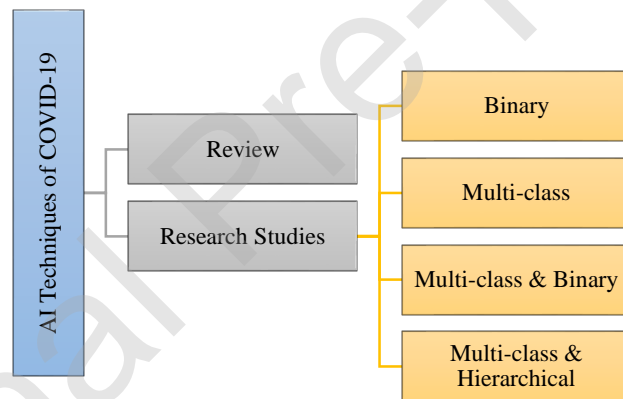 AI Techniques of COVID-19
Review
Research Studies
Binary
Multi-class
Multi-class & Binary
Multi-class &
Hierarchical